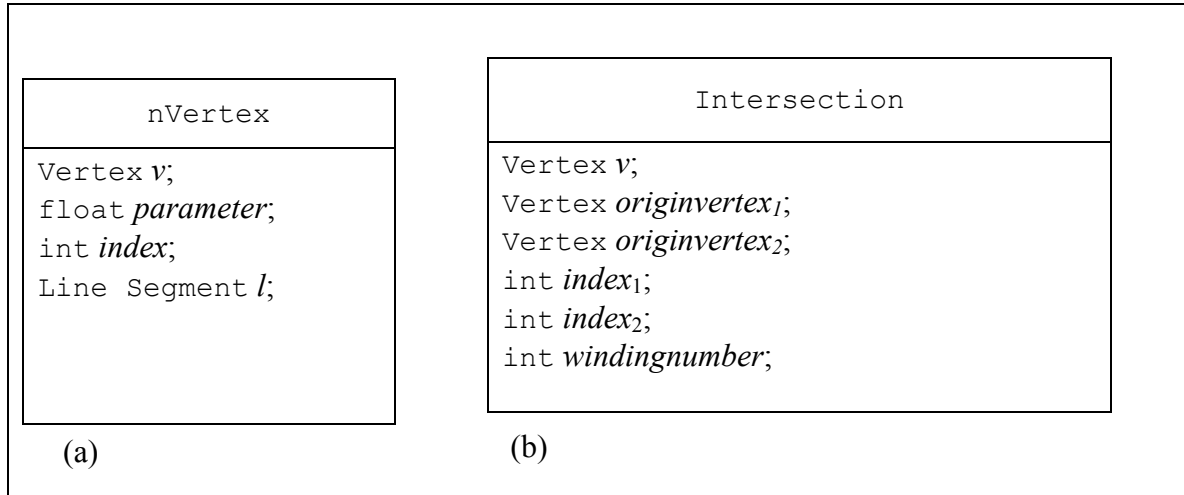 nVertex
Vertex v;
float parameter;
int index;
Line Segment l;
(a)
Intersection
Vertex v;
Vertex originvertex₁;
Vertex originvertex₂;
int index₁;
int index₂;
int windingnumber;
(b)